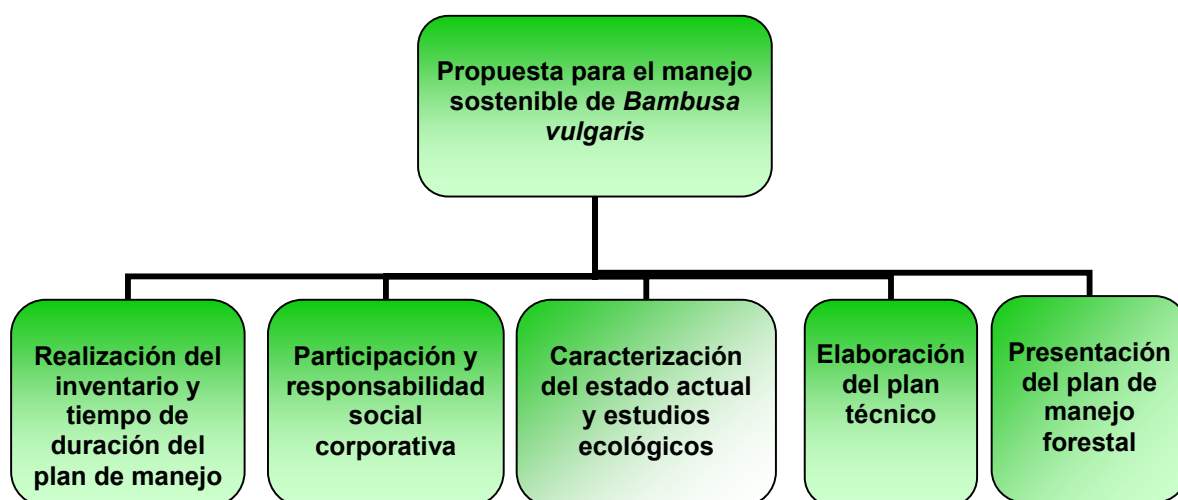 Propuesta para el manejo
sostenible de Bambusa
vulgaris
Realización del
inventario y
tiempo de
duración del
plan de manejo
Participación y
responsabilidad
social
corporativa
Caracterización
del estado actual
y estudios
ecológicos
Elaboración
del plan
técnico
Presentación
del plan de
manejo
forestal